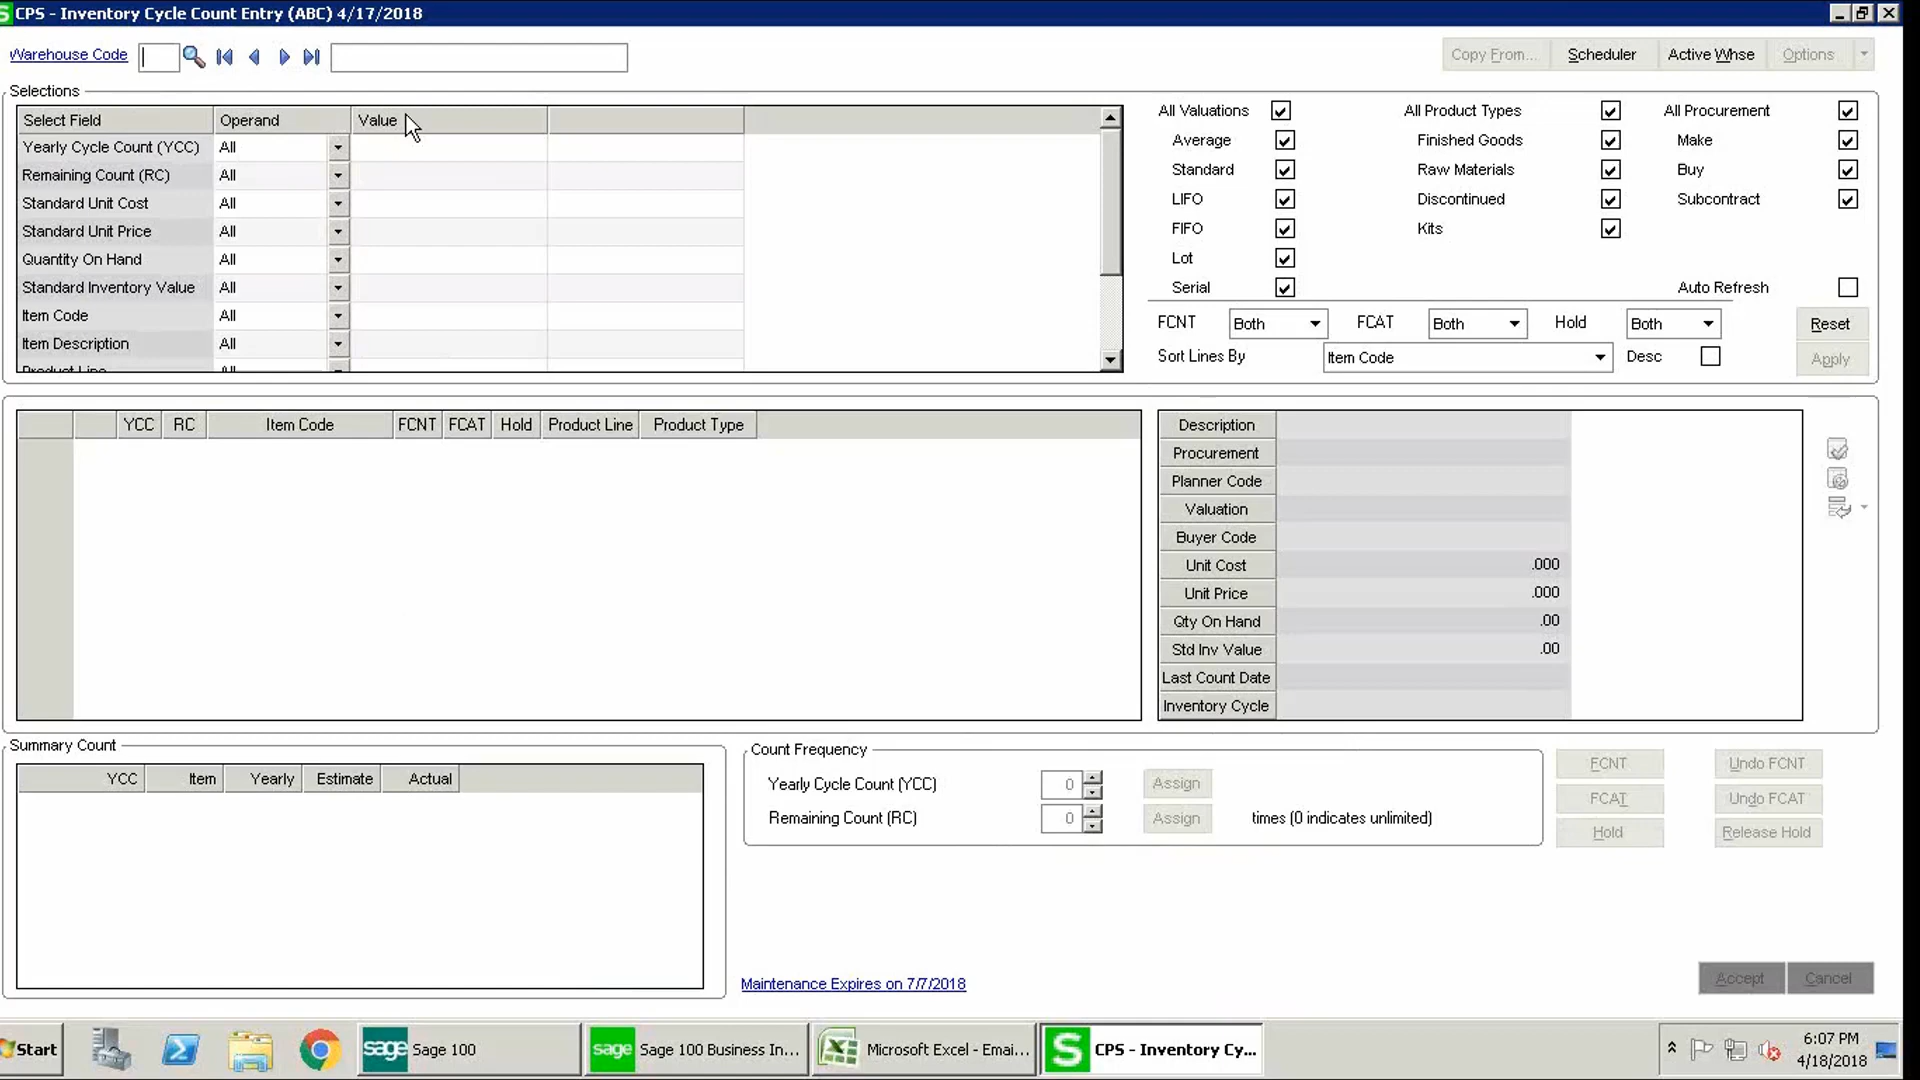 CPS - Inventory Cycle Count Entry (ABC) 4/17/2018
Warehouse Code
Copy From... Scheduler Active Whse Options
Selections
Select Field Operand Value
Yearly Cycle Count (YCC) All
Remaining Count (RC) All
Standard Unit Cost All
Standard Unit Price All
Quantity On Hand All
Standard Inventory Value All
Item Code All
Item Description All
Product Line All
All Valuations All Product Types All Procurement
Average Finished Goods Make
Standard Raw Materials Buy
LIFO Discontinued Subcontract
FIFO Kits
Lot
Serial Auto Refresh
FCNT Both FCAT Both Hold Both Reset
Sort Lines By Item Code Desc Apply
YCC RC Item Code FCNT FCAT Hold Product Line Product Type
Description
Procurement
Planner Code
Valuation
Buyer Code
Unit Cost .000
Unit Price .000
Qty On Hand .00
Std Inv Value .00
Last Count Date
Inventory Cycle
Summary Count
YCC Item Yearly Estimate Actual
Count Frequency
Yearly Cycle Count (YCC) 0 Assign
Remaining Count (RC) 0 Assign times (0 indicates unlimited)
FCNT Undo FCNT
FCAT Undo FCAT
Hold Release Hold
Maintenance Expires on 7/7/2018
Accept Cancel
Start
sage Sage 100
sage Sage 100 Business In...
Microsoft Excel - Emai...
S CPS - Inventory Cy...
6:07 PM
4/18/2018